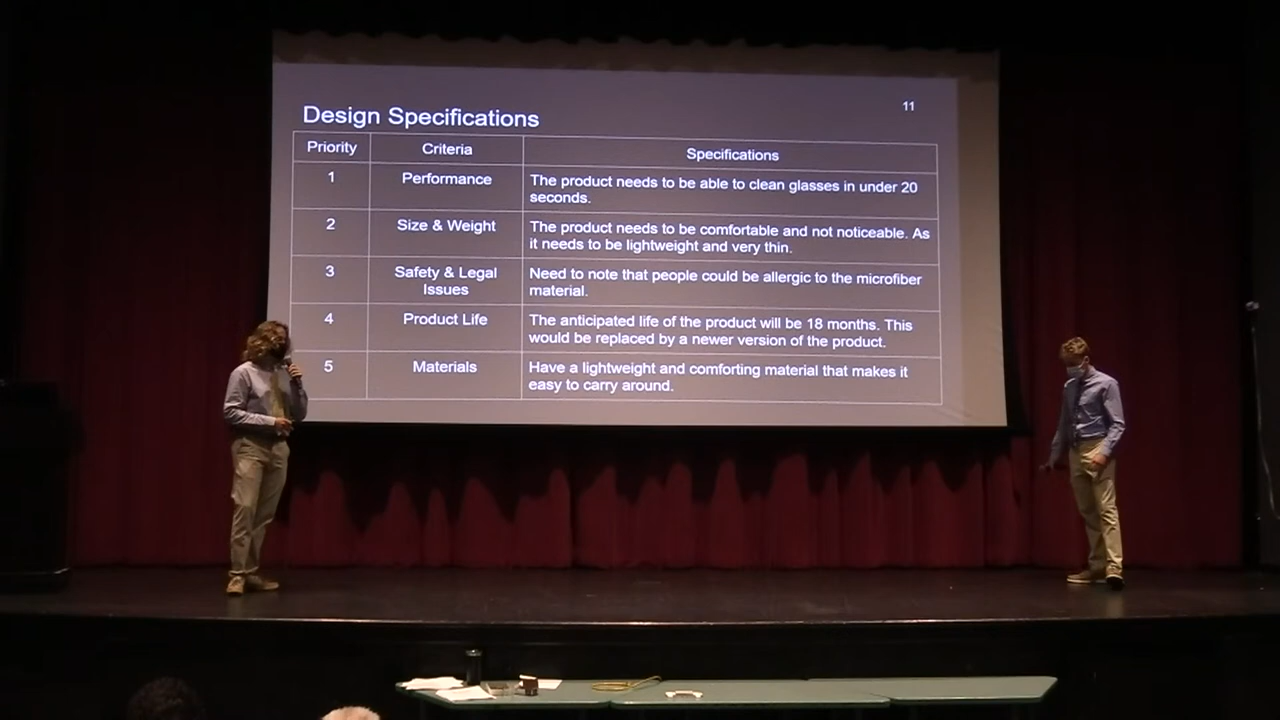 11
Design Specifications
Priority Criteria Specifications
1 Performance The product needs to be able to clean glasses in under 20
seconds.
2 Size & Weight The product needs to be comfortable and not noticeable. As
it needs to be lightweight and very thin.
3 Safety & Legal Need to note that people could be allergic to the microfiber
Issues material.
4 Product Life The anticipated life of the product will be 18 months. This
would be replaced by a newer version of the product.
5 Materials Have a lightweight and comforting material that makes it
easy to carry around.